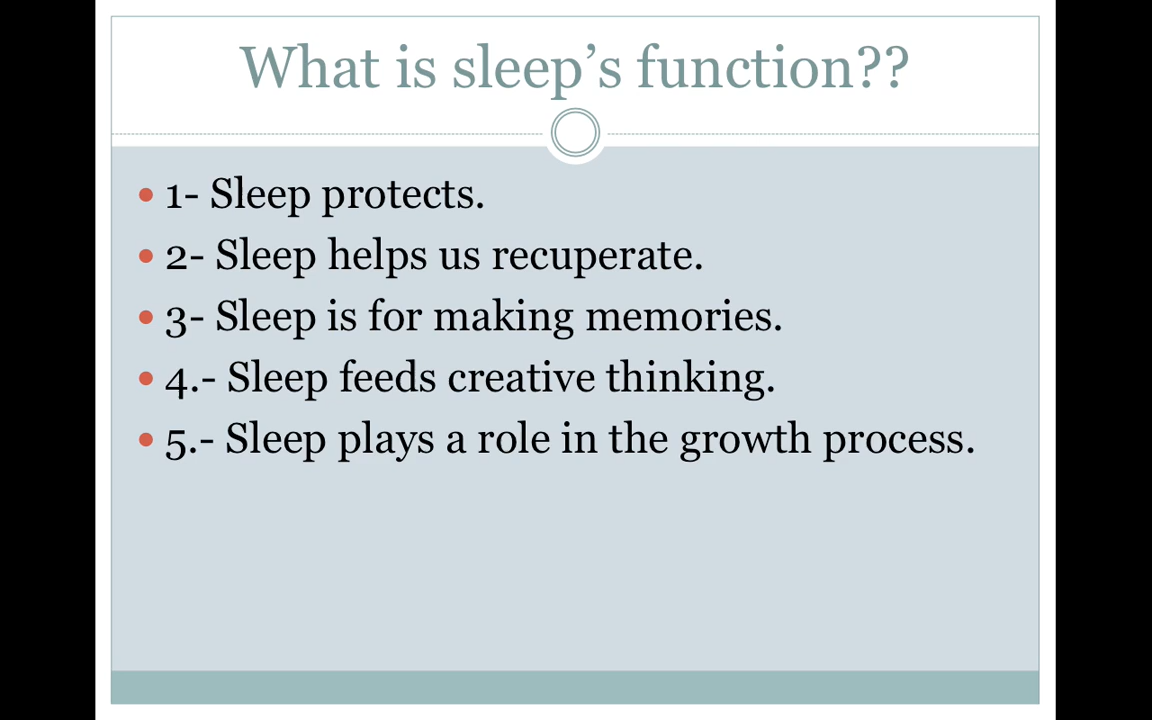 What is sleep’s function??
• 1- Sleep protects.
• 2- Sleep helps us recuperate.
• 3- Sleep is for making memories.
• 4.- Sleep feeds creative thinking.
• 5.- Sleep plays a role in the growth process.